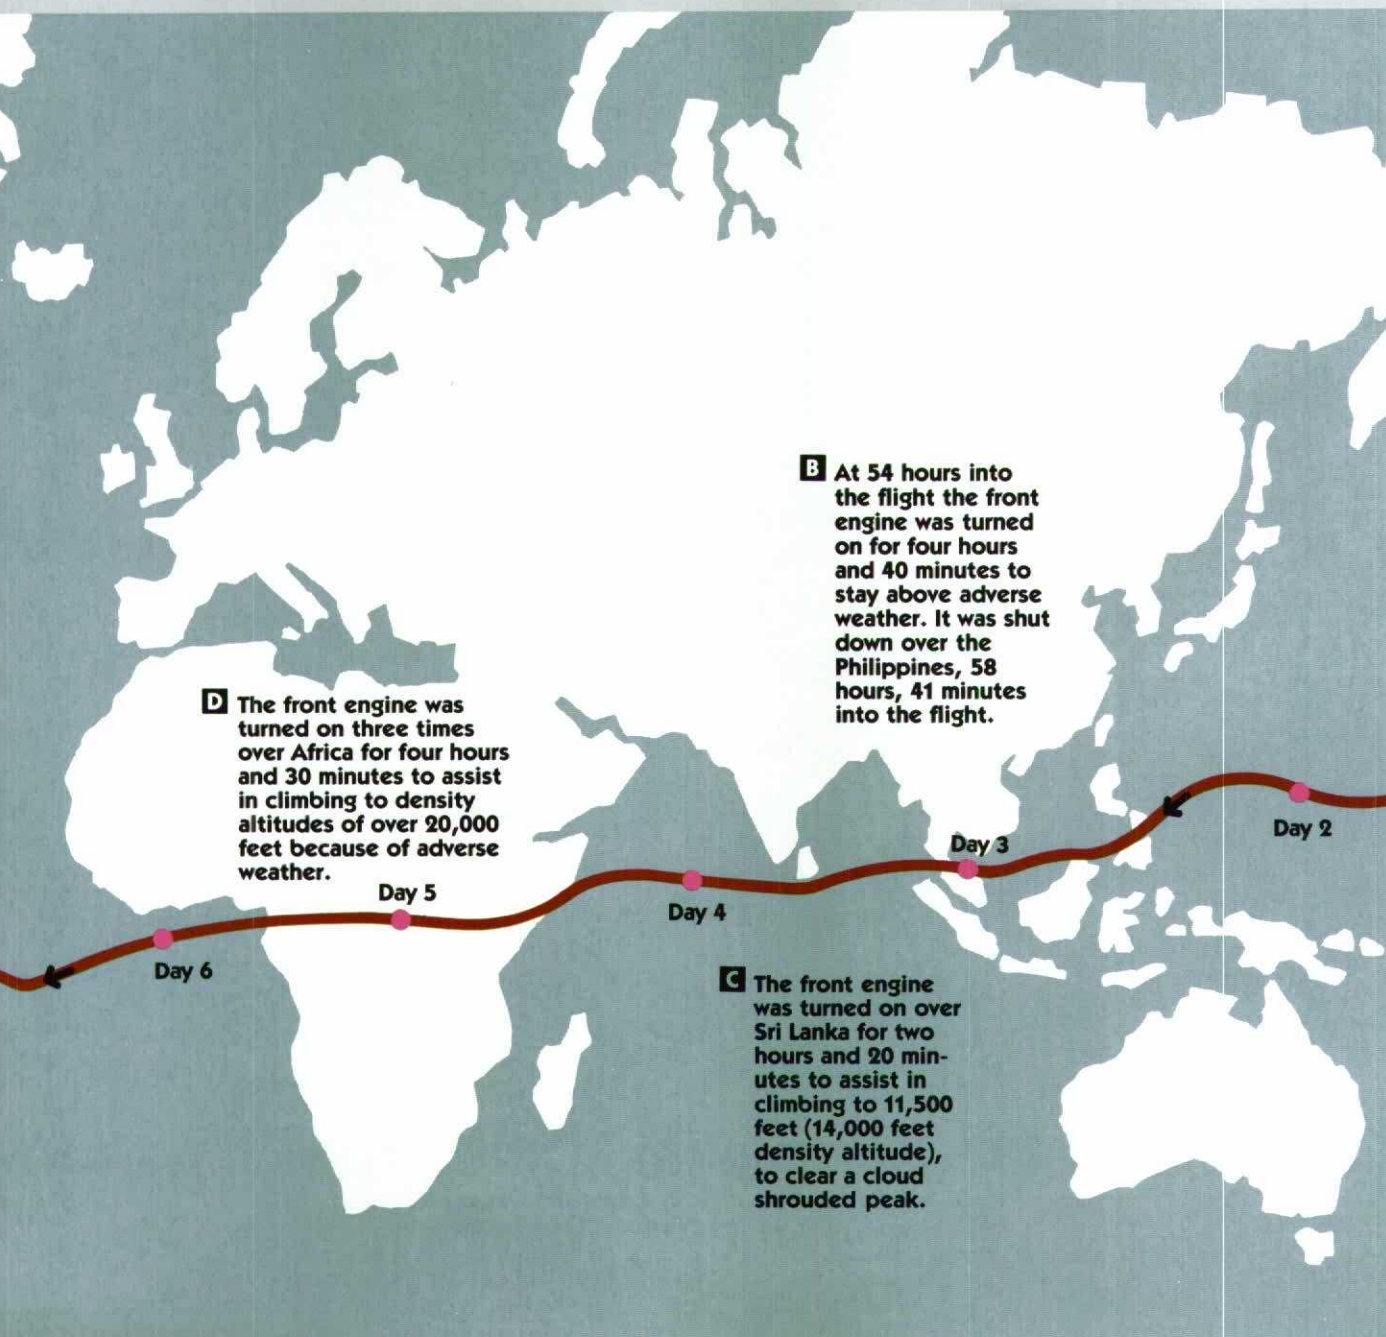 B At 54 hours into
the flight the front
engine was turned
on for four hours
and 40 minutes to
stay above adverse
weather. It was shut
down over the
Philippines, 58
hours, 41 minutes
into the flight.
D The front engine was
turned on three times
over Africa for four hours
and 30 minutes to assist
in climbing to density
altitudes of over 20,000
feet because of adverse
weather.
Day 2
Day 3
Day 4
Day 5
Day 6
C The front engine
was turned on over
Sri Lanka for two
hours and 20 min-
utes to assist in
climbing to 11,500
feet (14,000 feet
density altitude),
to clear a cloud
shrouded peak.